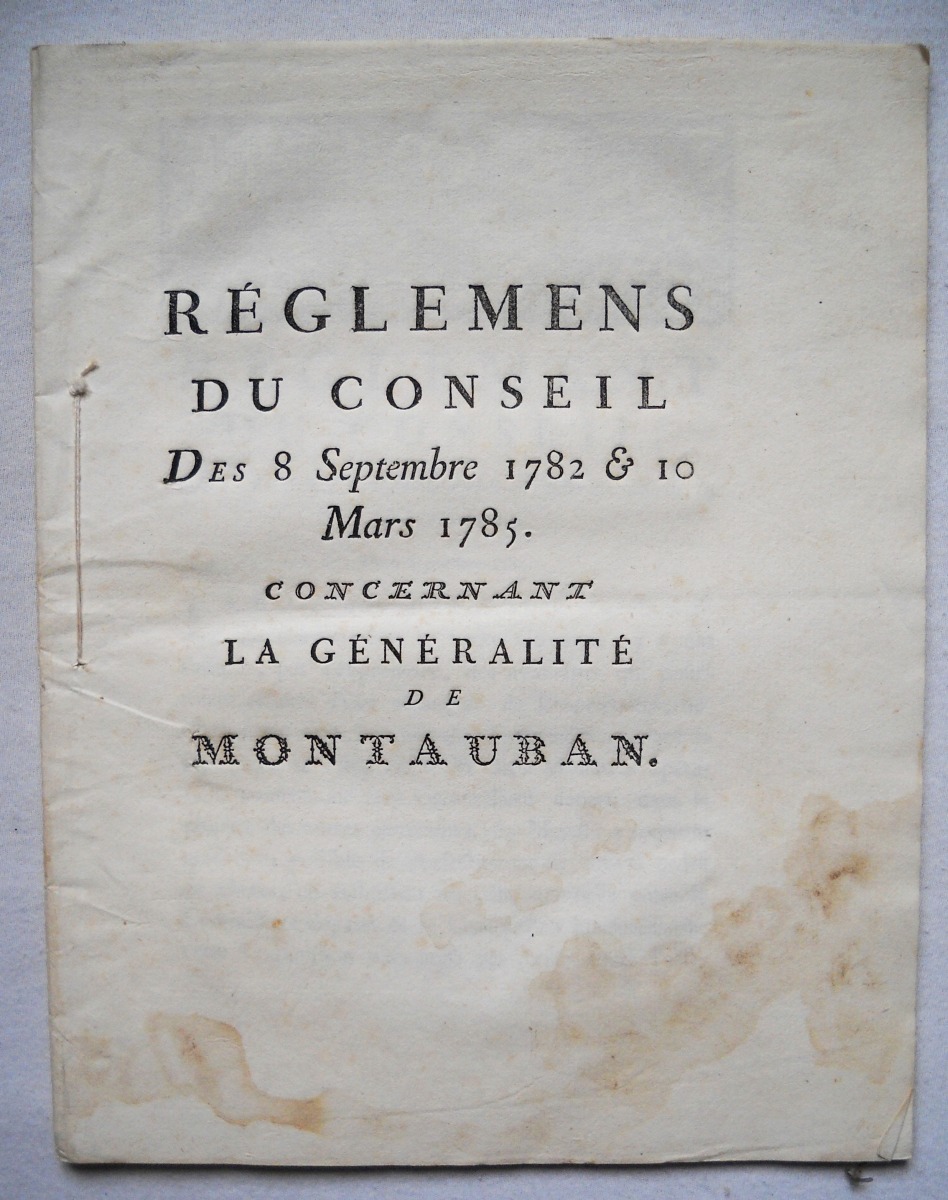 RÉGLEMENS
DU CONSEIL
DES 8 Septembre 1782 & 10
Mars 1785.
CONCERNANT
LA GÉNÉRALITÉ
DE
MONTAUBAN.